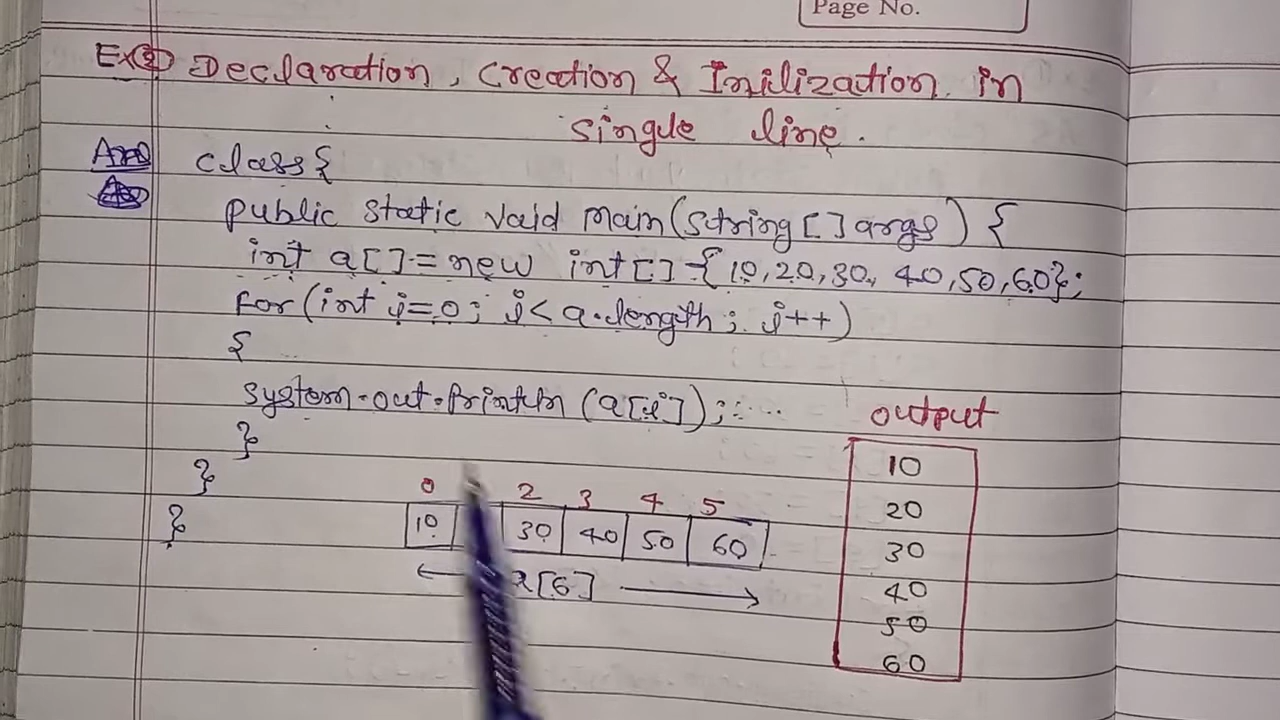 Page No.
Ex② Declaration, Creation & Inilization in
single line.
Ans class{
public static void main(string[]args) {
int a[]=new int[]{10,20,30, 40,50,60};
for(int i=0; i<a.length; i++)
{
system.out.println (a[i]);
output
}
10
}
0 2 3 4 5
20
}
10 30 40 50 60
30
a[6]
40
50
60